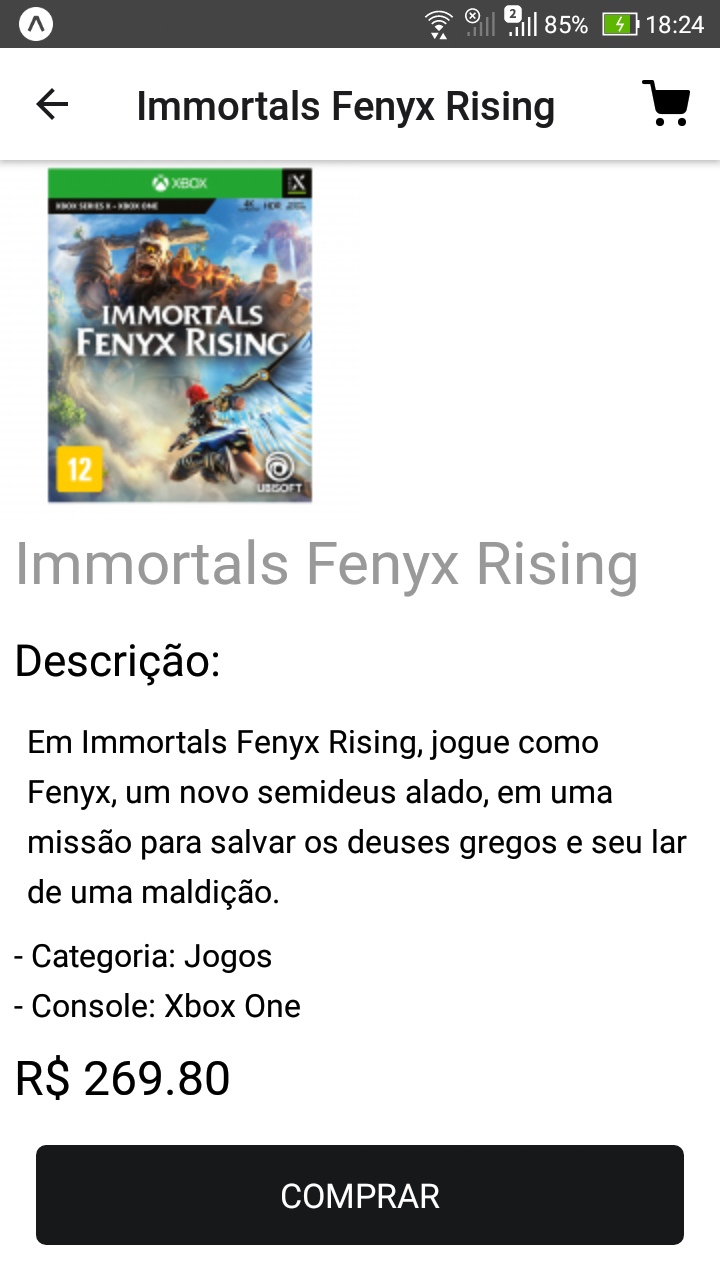 2 85% 18:24
Immortals Fenyx Rising
XBOX
XBOX SERIES X - XBOX ONE 4K HDR
IMMORTALS
FENYX RISING
12
UBISOFT
Immortals Fenyx Rising
Descrição:
Em Immortals Fenyx Rising, jogue como
Fenyx, um novo semideus alado, em uma
missão para salvar os deuses gregos e seu lar
de uma maldição.
- Categoria: Jogos
- Console: Xbox One
R$ 269.80
COMPRAR